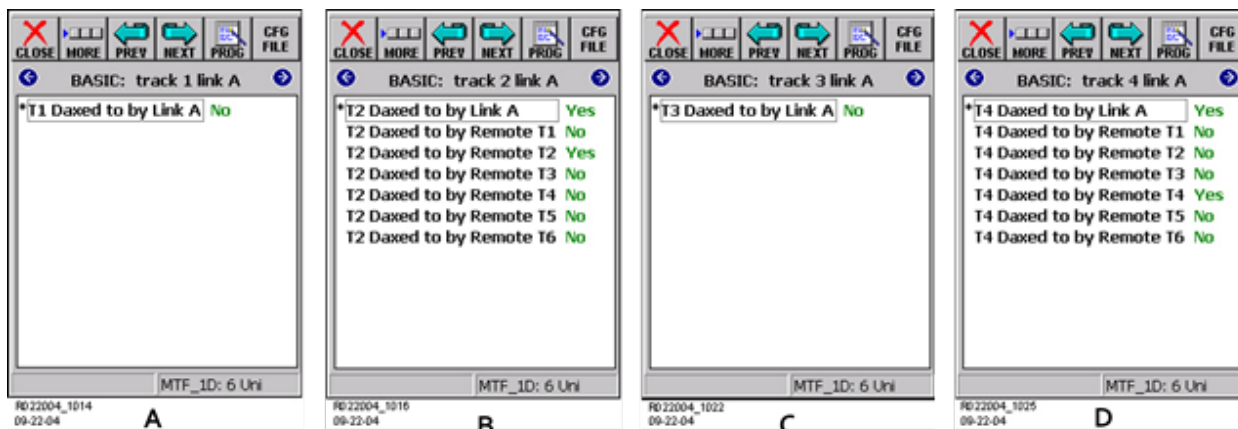 CLOSE MORE PREV NEXT PROG CFG FILE
BASIC: track 1 link A
*T1 Daxed to by Link A No
MTF_1D: 6 Uni
R022004_1014
09-22-04
A
CLOSE MORE PREV NEXT PROG CFG FILE
BASIC: track 2 link A
*T2 Daxed to by Link A Yes
T2 Daxed to by Remote T1 No
T2 Daxed to by Remote T2 Yes
T2 Daxed to by Remote T3 No
T2 Daxed to by Remote T4 No
T2 Daxed to by Remote T5 No
T2 Daxed to by Remote T6 No
MTF_1D: 6 Uni
R022004_1016
09-22-04
B
CLOSE MORE PREV NEXT PROG CFG FILE
BASIC: track 3 link A
*T3 Daxed to by Link A No
MTF_1D: 6 Uni
R022004_1022
09-22-04
C
CLOSE MORE PREV NEXT PROG CFG FILE
BASIC: track 4 link A
*T4 Daxed to by Link A Yes
T4 Daxed to by Remote T1 No
T4 Daxed to by Remote T2 No
T4 Daxed to by Remote T3 No
T4 Daxed to by Remote T4 Yes
T4 Daxed to by Remote T5 No
T4 Daxed to by Remote T6 No
MTF_1D: 6 Uni
R022004_1025
09-22-04
D